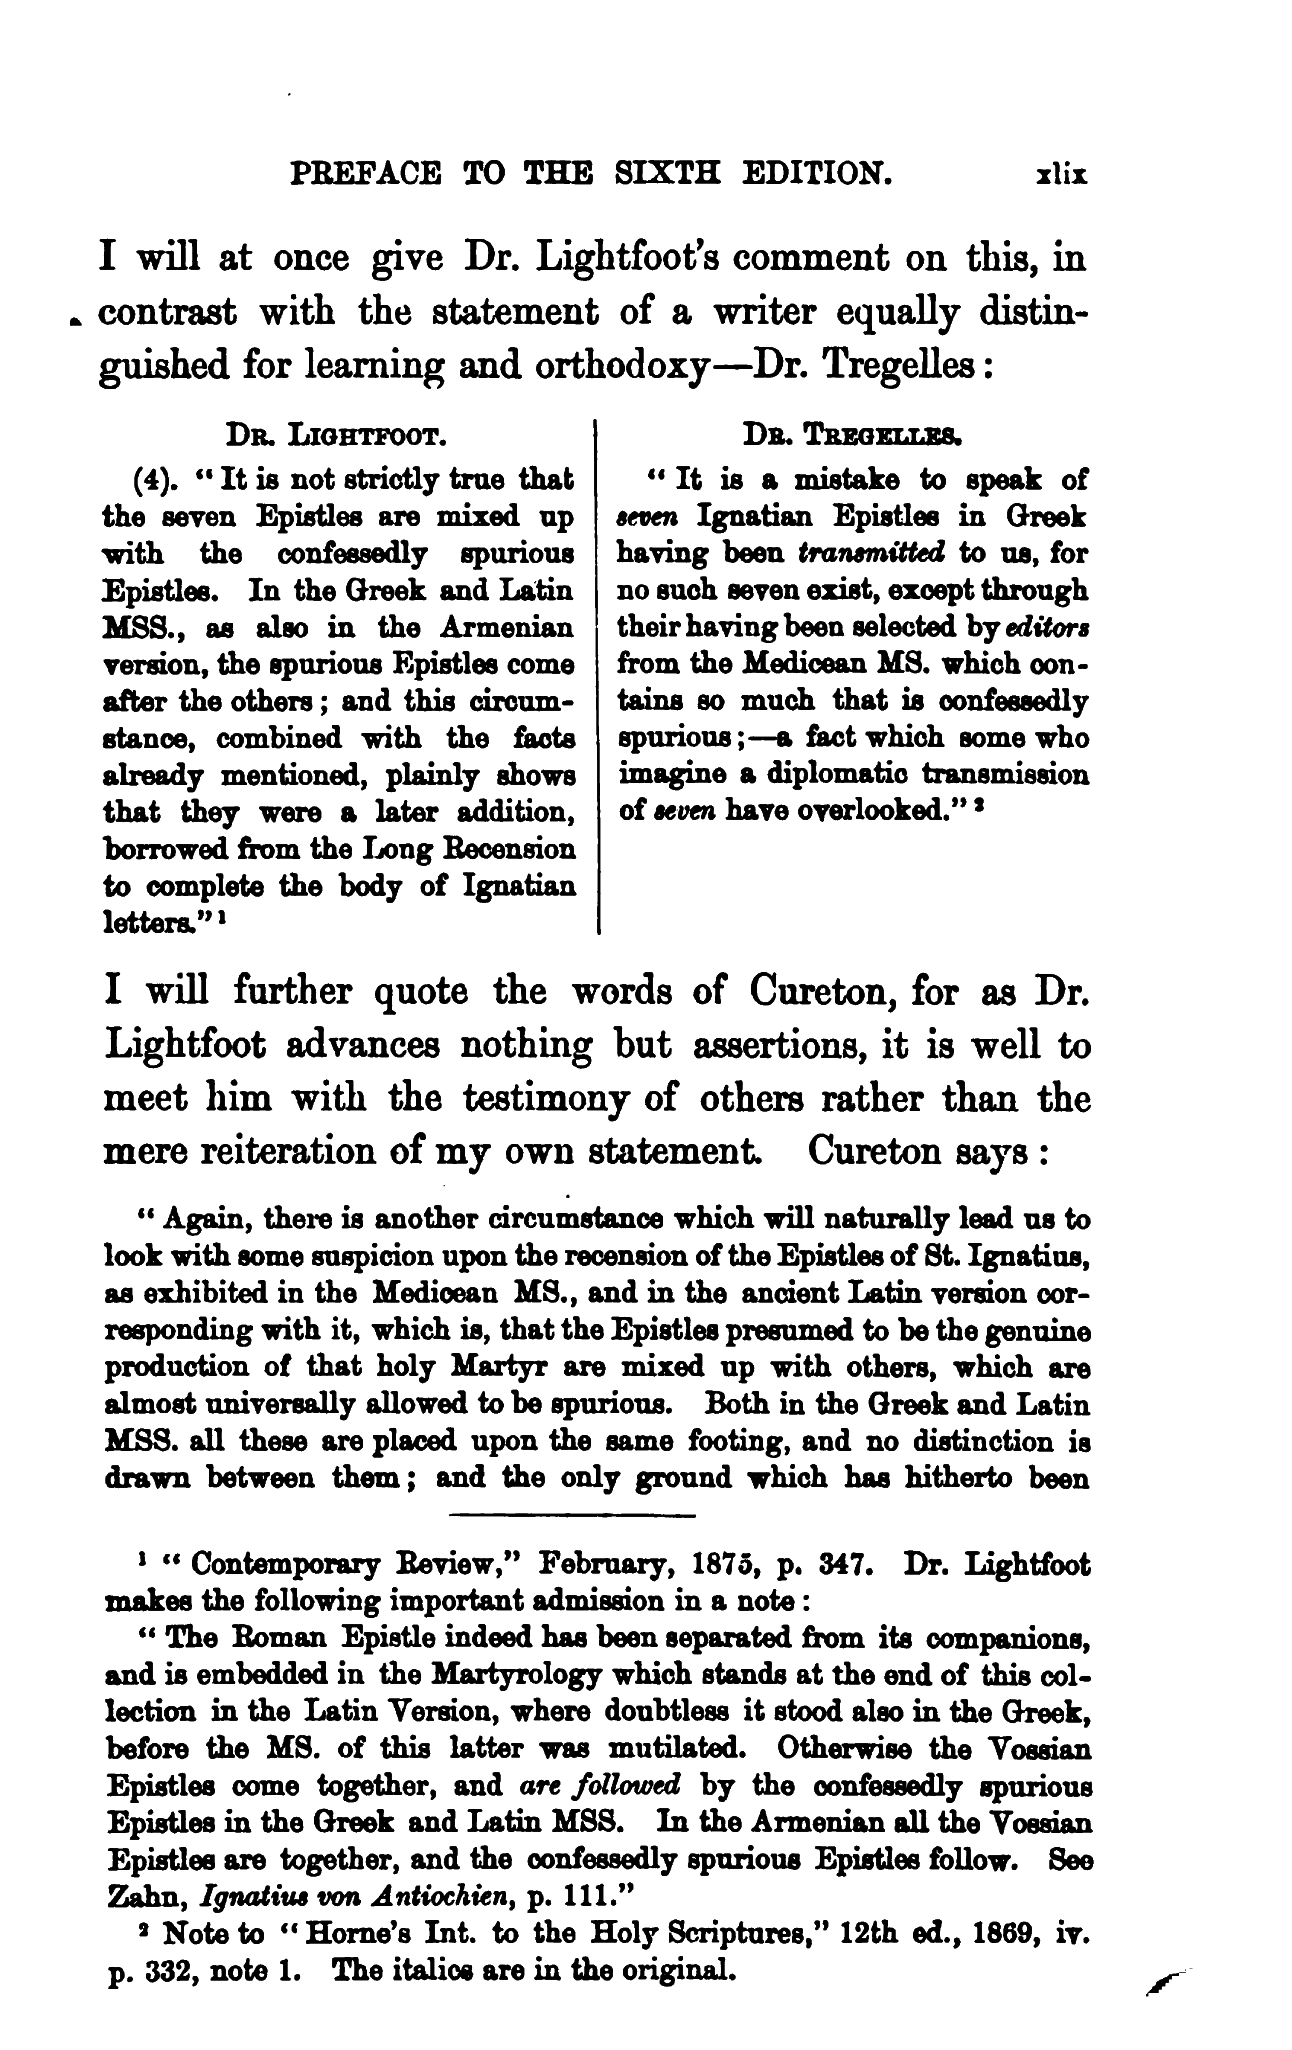 PREFACE TO THE SIXTH EDITION. xlix
I will at once give Dr. Lightfoot's comment on this, in
contrast with the statement of a writer equally distin-
guished for learning and orthodoxy—Dr. Tregelles:
DR. LIGHTFOOT.
(4). "It is not strictly true that
the seven Epistles are mixed up
with the confessedly spurious
Epistles. In the Greek and Latin
MSS., as also in the Armenian
version, the spurious Epistles come
after the others; and this circum-
stance, combined with the facts
already mentioned, plainly shows
that they were a later addition,
borrowed from the Long Recension
to complete the body of Ignatian
letters."¹
DR. TREGELLES.
"It is a mistake to speak of
seven Ignatian Epistles in Greek
having been transmitted to us, for
no such seven exist, except through
their having been selected by editors
from the Medicean MS. which con-
tains so much that is confessedly
spurious;—a fact which some who
imagine a diplomatic transmission
of seven have overlooked."²
I will further quote the words of Cureton, for as Dr.
Lightfoot advances nothing but assertions, it is well to
meet him with the testimony of others rather than the
mere reiteration of my own statement. Cureton says:
"Again, there is another circumstance which will naturally lead us to
look with some suspicion upon the recension of the Epistles of St. Ignatius,
as exhibited in the Medicean MS., and in the ancient Latin version cor-
responding with it, which is, that the Epistles presumed to be the genuine
production of that holy Martyr are mixed up with others, which are
almost universally allowed to be spurious. Both in the Greek and Latin
MSS. all these are placed upon the same footing, and no distinction is
drawn between them; and the only ground which has hitherto been
¹ "Contemporary Review," February, 1875, p. 347. Dr. Lightfoot
makes the following important admission in a note:
"The Roman Epistle indeed has been separated from its companions,
and is embedded in the Martyrology which stands at the end of this col-
lection in the Latin Version, where doubtless it stood also in the Greek,
before the MS. of this latter was mutilated. Otherwise the Vossian
Epistles come together, and are followed by the confessedly spurious
Epistles in the Greek and Latin MSS. In the Armenian all the Vossian
Epistles are together, and the confessedly spurious Epistles follow. See
Zahn, Ignatius von Antiochien, p. 111."
² Note to "Horne's Int. to the Holy Scriptures," 12th ed., 1869, iv.
p. 332, note 1. The italics are in the original.